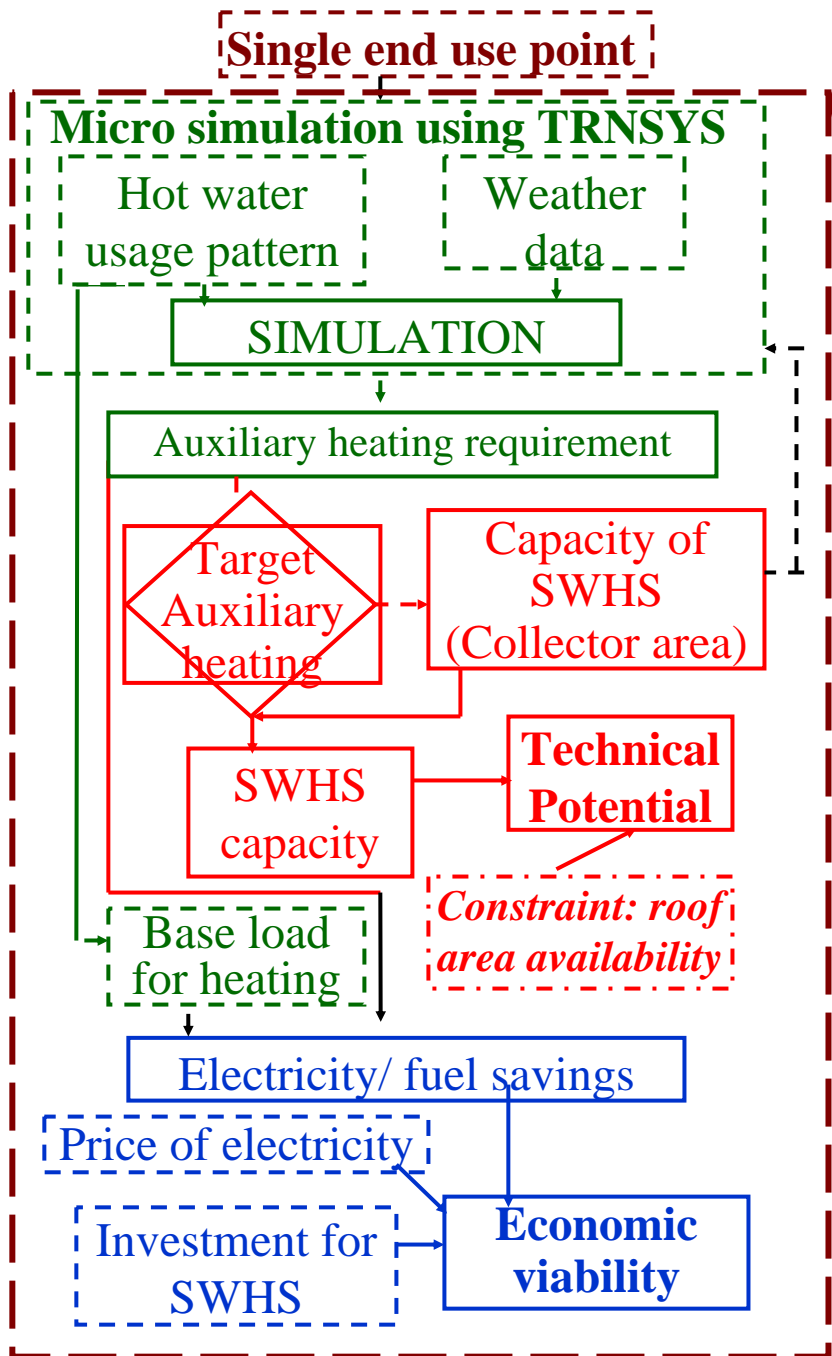 Single end use point
Micro simulation using TRNSYS
Hot water
usage pattern
Weather
data
SIMULATION
Auxiliary heating requirement
Target
Auxiliary
heating
Capacity of
SWHS
(Collector area)
SWHS
capacity
Technical
Potential
Constraint: roof
area availability
Base load
for heating
Electricity/ fuel savings
Price of electricity
Investment for
SWHS
Economic
viability